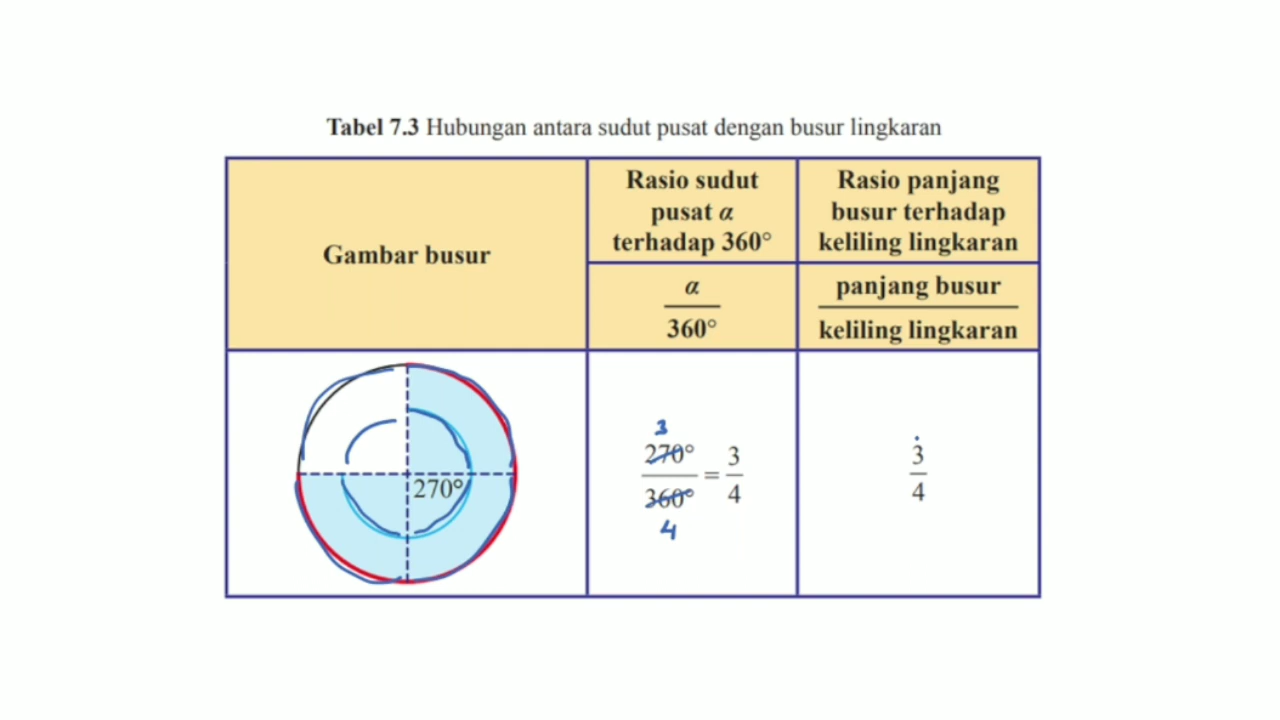 Tabel 7.3 Hubungan antara sudut pusat dengan busur lingkaran
Gambar busur
Rasio sudut
pusat α
terhadap 360°
Rasio panjang
busur terhadap
keliling lingkaran
α
360°
panjang busur
keliling lingkaran
270°
3
270° = 3
360° 4
4
3
4